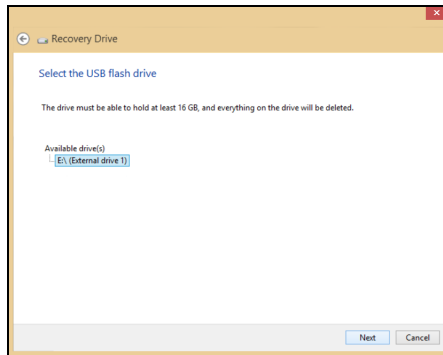 Recovery Drive
Select the USB flash drive
The drive must be able to hold at least 16 GB, and everything on the drive will be deleted.
Available drive(s)
E:\ (External drive 1)
Next Cancel